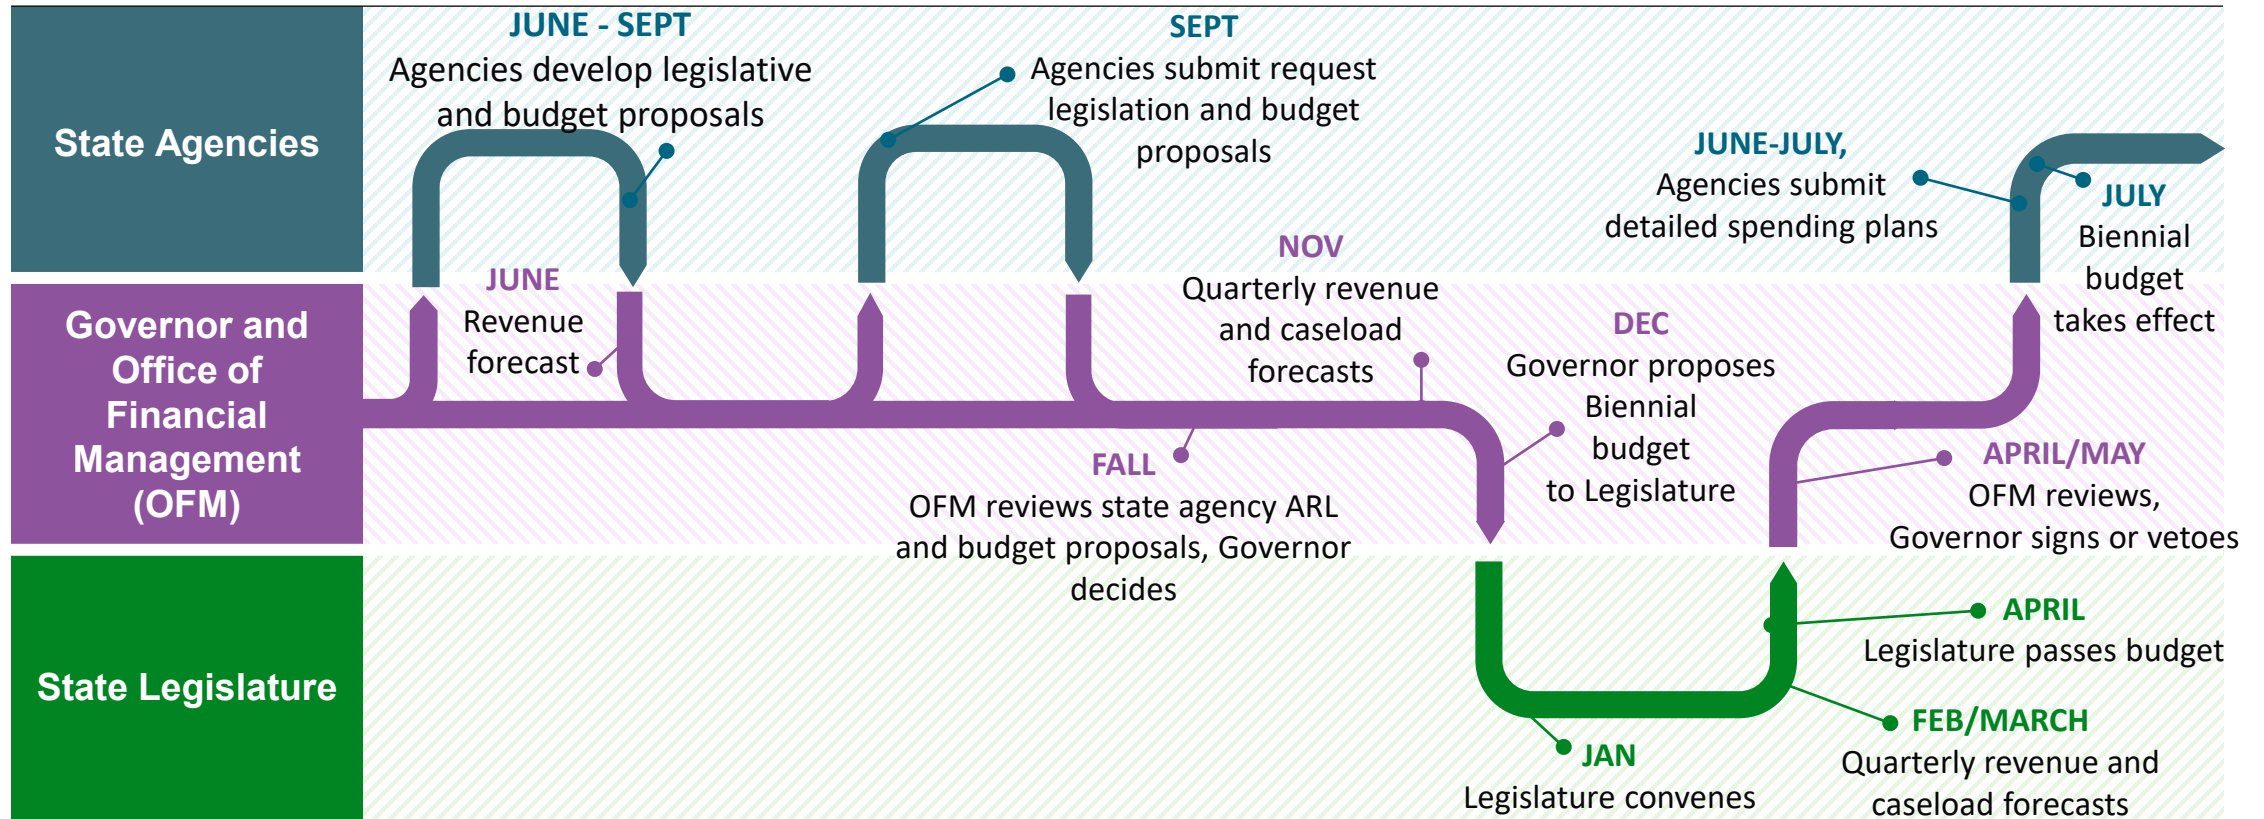 State Agencies
JUNE - SEPT
Agencies develop legislative
and budget proposals
SEPT
Agencies submit request
legislation and budget
proposals
JUNE-JULY,
Agencies submit
detailed spending plans
JULY
Biennial
budget
takes effect
Governor and
Office of
Financial
Management
(OFM)
JUNE
Revenue
forecast
FALL
OFM reviews state agency ARL
and budget proposals, Governor
decides
NOV
Quarterly revenue
and caseload
forecasts
DEC
Governor proposes
Biennial
budget
to Legislature
APRIL/MAY
OFM reviews,
Governor signs or vetoes
State Legislature
JAN
Legislature convenes
FEB/MARCH
Quarterly revenue and
caseload forecasts
APRIL
Legislature passes budget